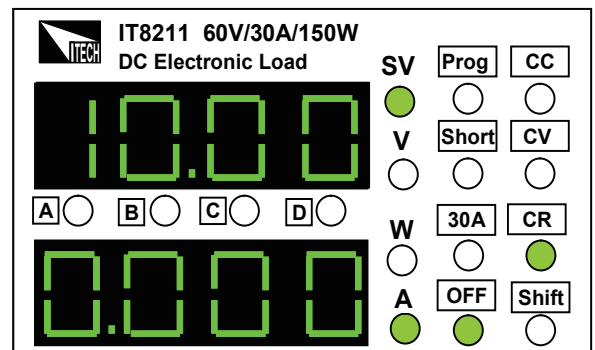 ITECH
IT8211 60V/30A/150W
DC Electronic Load
SV Prog CC
10.00
V Short CV
A B C D
W 30A CR
0.000
A OFF Shift